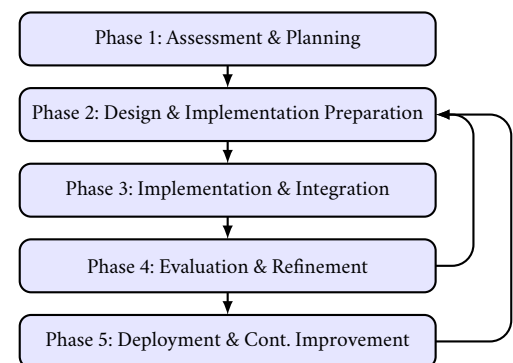 Phase 1: Assessment & Planning
Phase 2: Design & Implementation Preparation
Phase 3: Implementation & Integration
Phase 4: Evaluation & Refinement
Phase 5: Deployment & Cont. Improvement